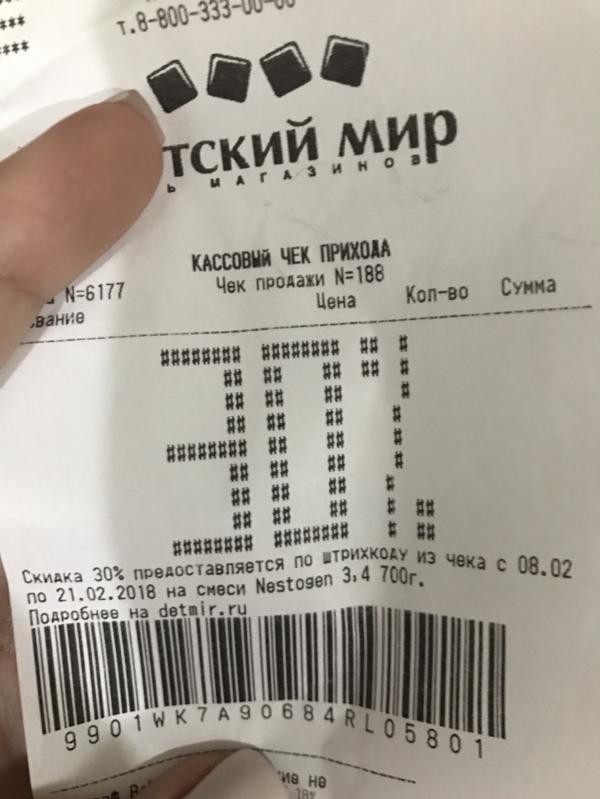 ***
***
т.8-800-333-00-00
тский мир
ь магазинов
КАССОВЫЙ ЧЕК ПРИХОДА
N=6177 Чек продажи N=188
Цена Кол-во Сумма
30%
Скидка 30% предоставляется по штрихкоду из чека с 08.02
по 21.02.2018 на смеси Nestogen 3,4 700г.
Подробнее на detmir.ru
9901WK7A90684RL05801
не